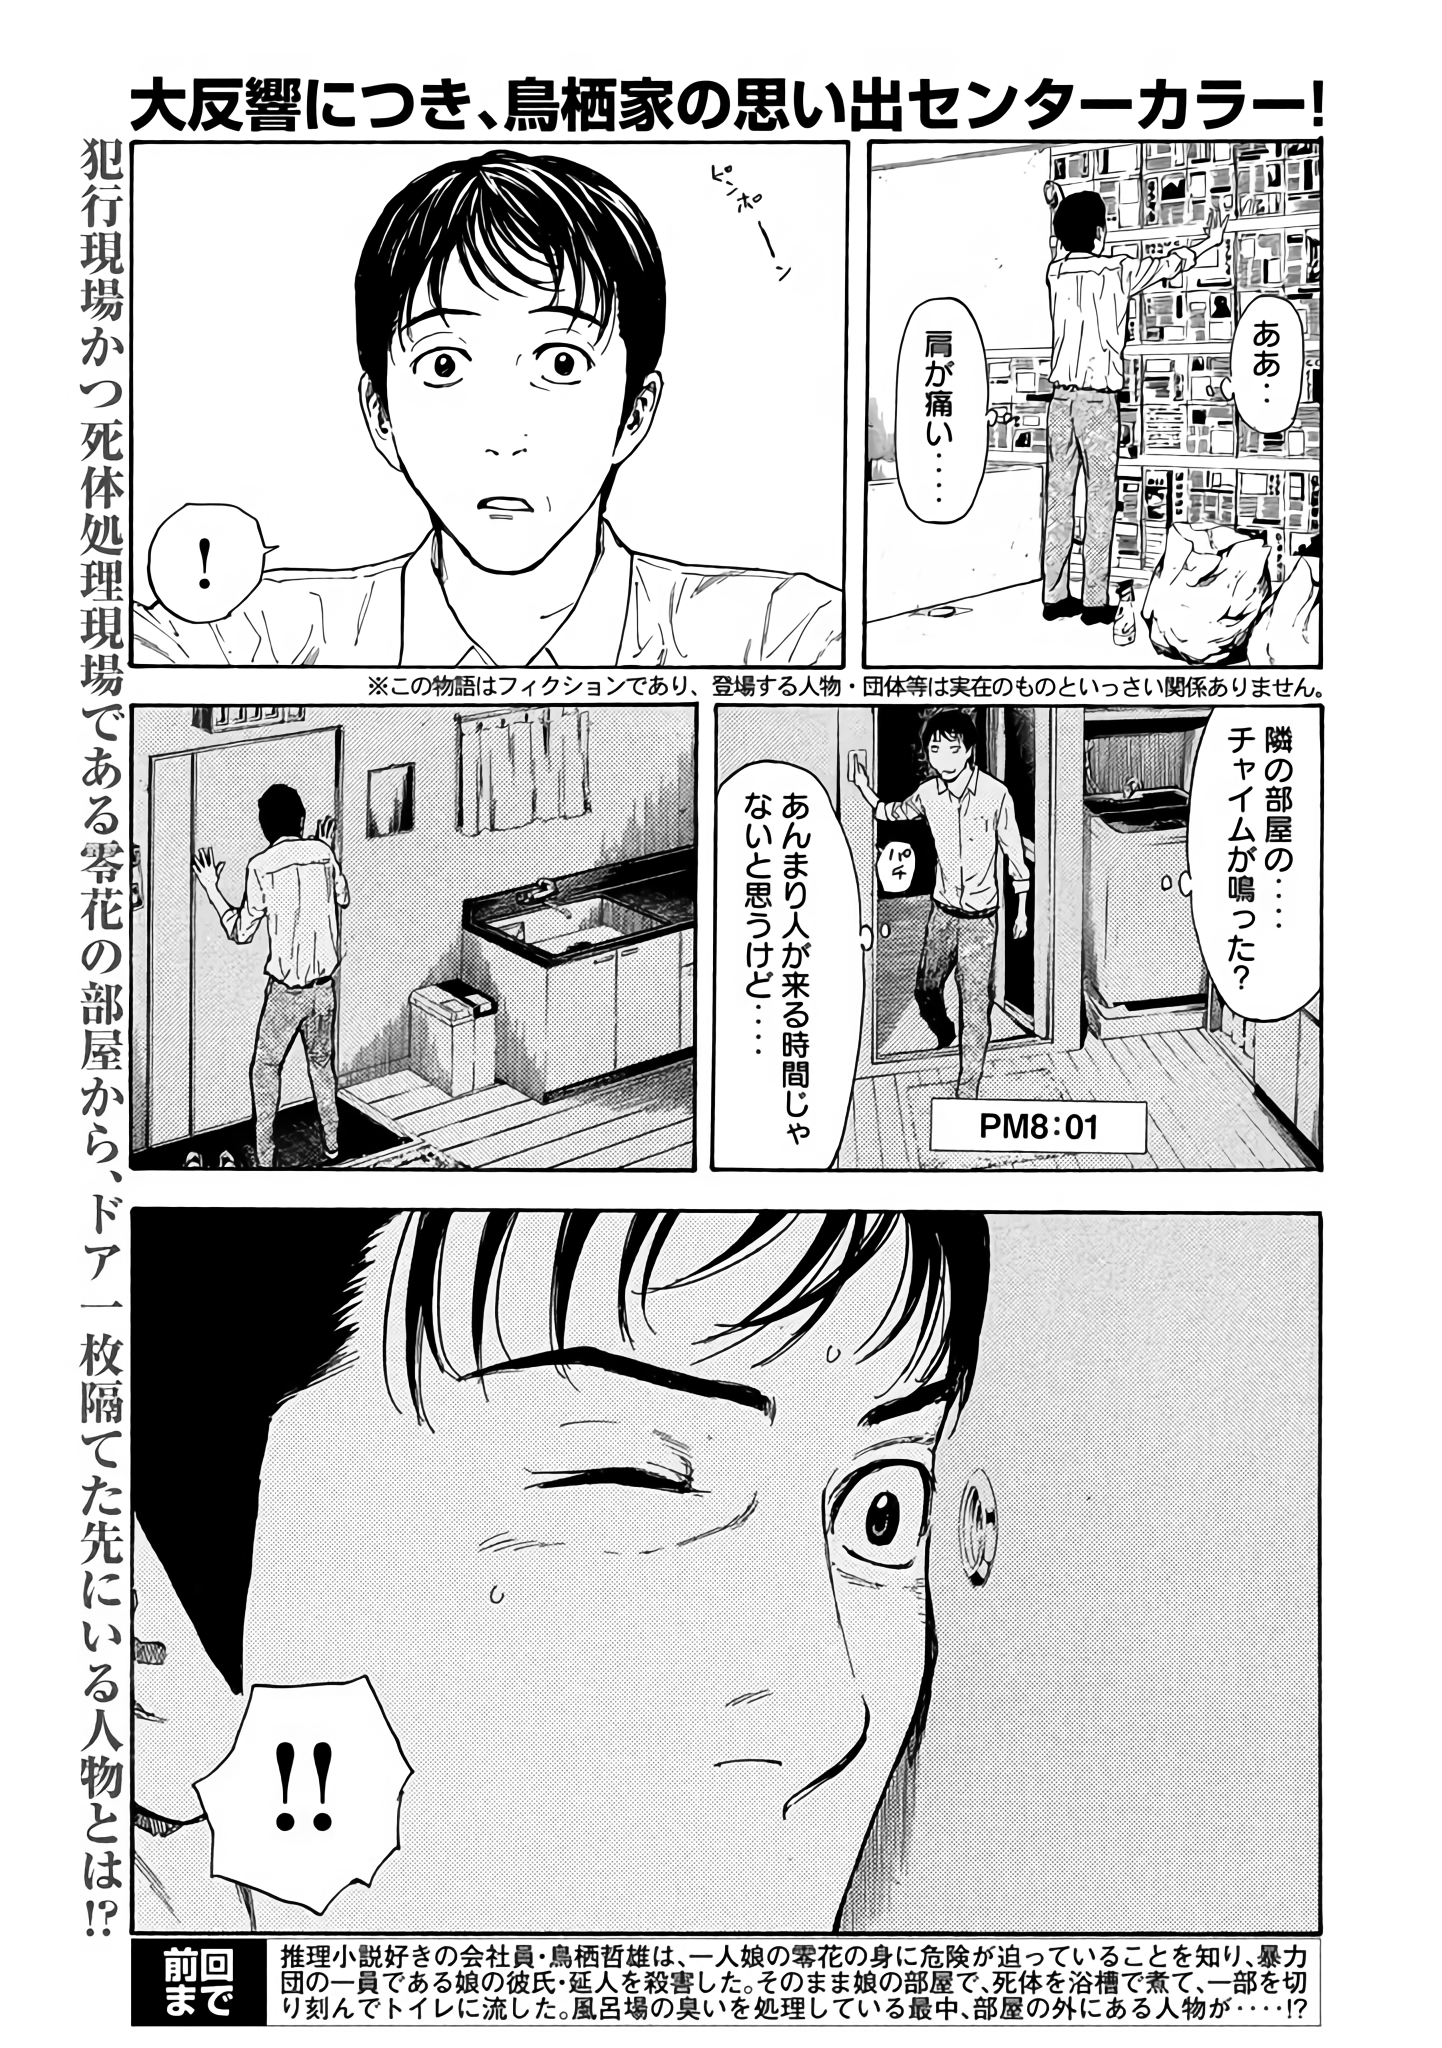 大反響につき、鳥栖家の思い出センターカラー!
犯行現場かつ死体処理現場である零花の部屋から、ドア一枚隔てた先にいる人物とは!?
ああ‥
肩が痛い‥‥
ピンポーン
!
※この物語はフィクションであり、登場する人物・団体等は実在のものといっさい関係ありません。
隣の部屋の‥‥
チャイムが鳴った?
パチ
あんまり人が来る時間じゃ
ないと思うけど‥‥
PM8:01
!!
前回
まで
推理小説好きの会社員・鳥栖哲雄は、一人娘の零花の身に危険が迫っていることを知り、暴力
団の一員である娘の彼氏・延人を殺害した。そのまま娘の部屋で、死体を浴槽で煮て、一部を切
り刻んでトイレに流した。風呂場の臭いを処理している最中、部屋の外にある人物が‥‥!?